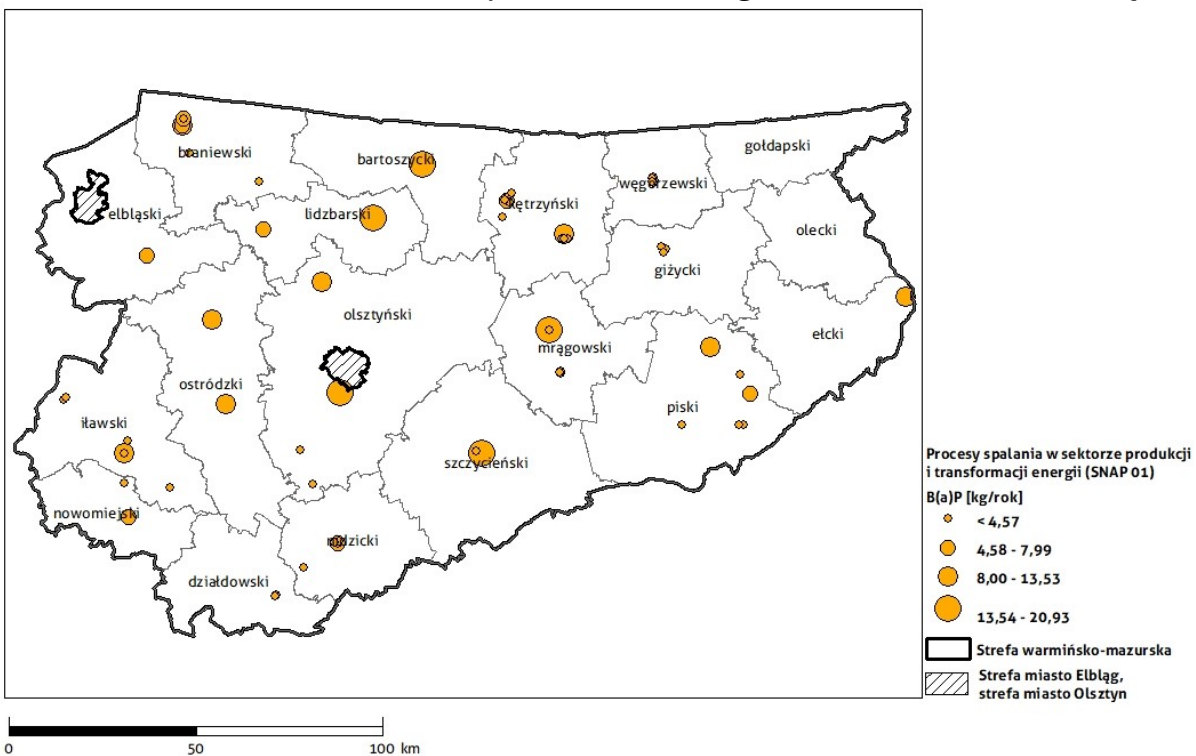 braniewski
bartoszycki
gołdapski
węgorzewski
kętrzyński
elbląski
lidzbarski
olecki
giżycki
olsztyński
ełcki
mrągowski
ostródzki
piski
iławski
szczycieński
nowomiejski
nidzicki
działdowski
Procesy spalania w sektorze produkcji
i transformacji energii (SNAP 01)
B(a)P [kg/rok]
< 4,57
4,58 - 7,99
8,00 - 13,53
13,54 - 20,93
Strefa warmińsko-mazurska
Strefa miasto Elbląg,
strefa miasto Olsztyn
0 50 100 km